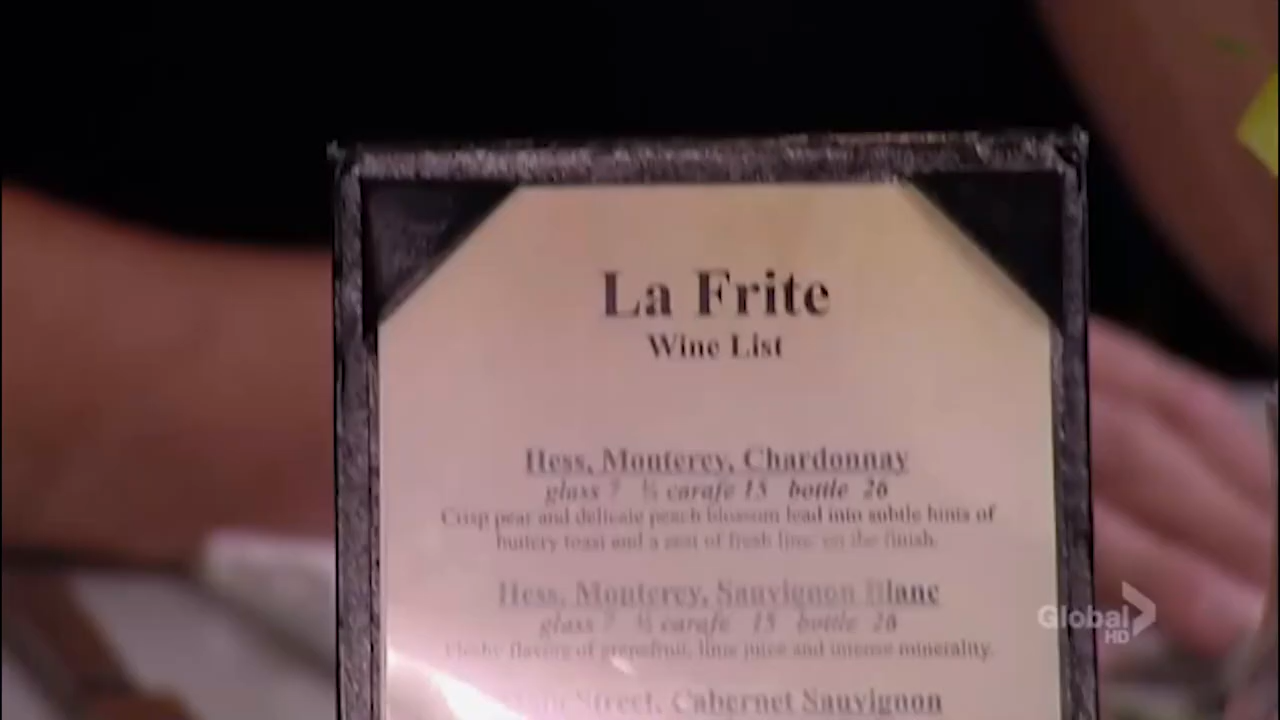 La Frite
Wine List
Hess, Monterey, Chardonnay
glass 7 ½ carafe 15 bottle 26
Crisp pear and delicate peach blossom lead into subtle hints of
buttery toast and a zest of fresh lime on the finish.
Hess, Monterey, Sauvignon Blanc
glass 7 ½ carafe 15 bottle 26
flavors of grapefruit, lime juice and intense minerality.
Street, Cabernet Sauvignon
Global
HD